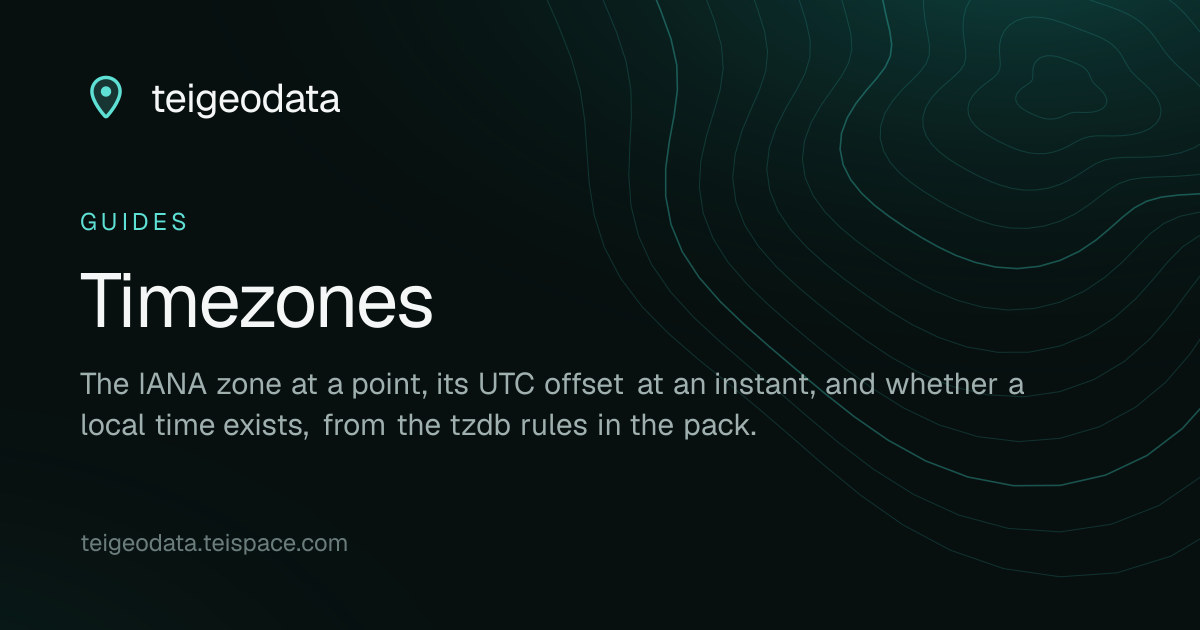 teigeodata
GUIDES
Timezones
The IANA zone at a point, its UTC offset at an instant, and whether a
local time exists, from the tzdb rules in the pack.
teigeodata.teispace.com